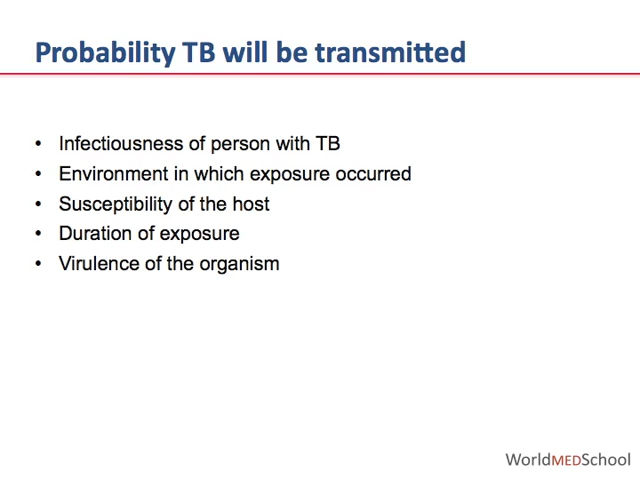 Probability TB will be transmitted
• Infectiousness of person with TB
• Environment in which exposure occurred
• Susceptibility of the host
• Duration of exposure
• Virulence of the organism
WorldMEDSchool